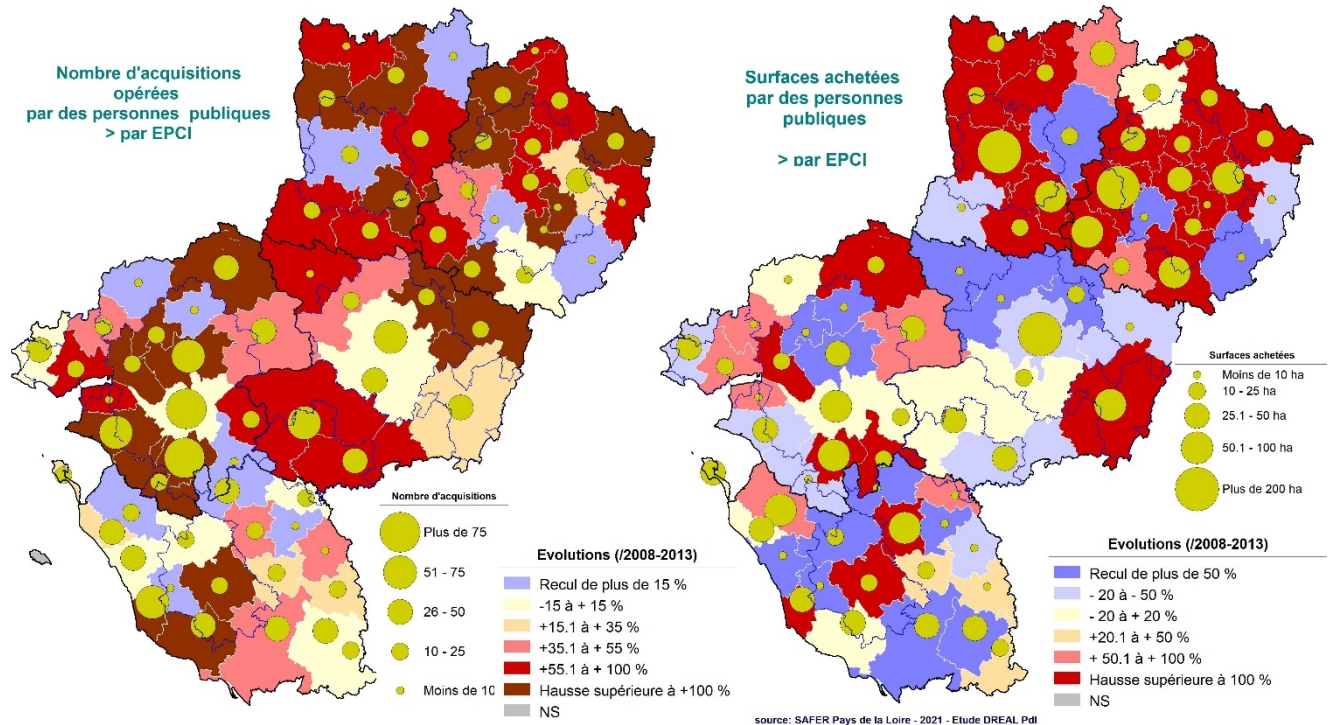 Nombre d'acquisitions
opérées
par des personnes publiques
> par EPCI
Nombre d'acquisitions
Plus de 75
51 - 75
26 - 50
10 - 25
Moins de 10
Evolutions (/2008-2013)
Recul de plus de 15 %
-15 à + 15 %
+15.1 à + 35 %
+35.1 à + 55 %
+55.1 à + 100 %
Hausse supérieure à +100 %
NS
Surfaces achetées
par des personnes
publiques
> par EPCI
Surfaces achetées
Moins de 10 ha
10 - 25 ha
25.1 - 50 ha
50.1 - 100 ha
Plus de 200 ha
Evolutions (/2008-2013)
Recul de plus de 50 %
- 20 à - 50 %
- 20 à + 20 %
+20.1 à + 50 %
+ 50.1 à + 100 %
Hausse supérieure à 100 %
NS
source: SAFER Pays de la Loire - 2021 - Etude DREAL Pdl